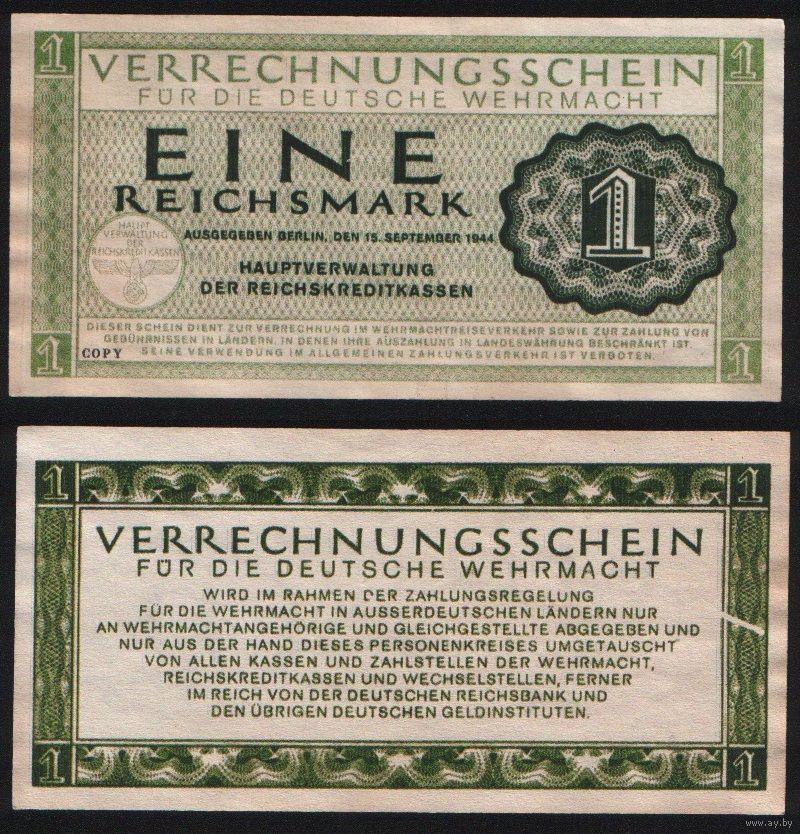 1 1
VERRECHNUNGSSCHEIN
FÜR DIE DEUTSCHE WEHRMACHT
EINE
REICHSMARK
1
HAUPT
VERWALTUNG
DER
REICHSKREDITKASSEN
AUSGEGEBEN BERLIN, DEN 15. SEPTEMBER 1944
HAUPTVERWALTUNG
DER REICHSKREDITKASSEN
DIESER SCHEIN DIENT ZUR VERRECHNUNG IM WEHRMACHTREISEVERKEHR SOWIE ZUR ZAHLUNG VON
GEBÜHRNISSEN IN LÄNDERN, IN DENEN IHRE AUSZAHLUNG IN LANDESWÄHRUNG BESCHRÄNKT IST.
SEINE VERWENDUNG IM ALLGEMEINEN ZAHLUNGSVERKEHR IST VERBOTEN.
COPY
1 1
1 1
VERRECHNUNGSSCHEIN
FÜR DIE DEUTSCHE WEHRMACHT
WIRD IM RAHMEN DER ZAHLUNGSREGELUNG
FÜR DIE WEHRMACHT IN AUSSERDEUTSCHEN LÄNDERN NUR
AN WEHRMACHTANGEHÖRIGE UND GLEICHGESTELLTE ABGEGEBEN UND
NUR AUS DER HAND DIESES PERSONENKREISES UMGETAUSCHT
VON ALLEN KASSEN UND ZAHLSTELLEN DER WEHRMACHT,
REICHSKREDITKASSEN UND WECHSELSTELLEN, FERNER
IM REICH VON DER DEUTSCHEN REICHSBANK UND
DEN ÜBRIGEN DEUTSCHEN GELDINSTITUTEN.
1 1
www.ay.by